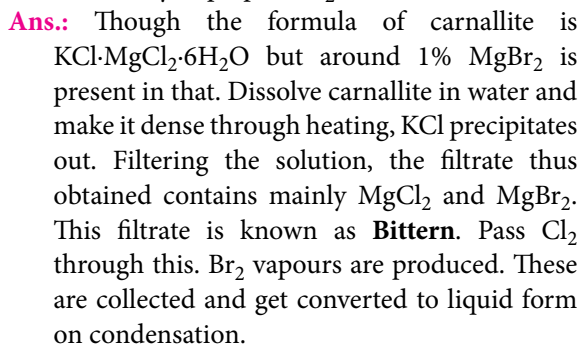 Ans.: Though the formula of carnallite is
KCl·MgCl₂·6H₂O but around 1% MgBr₂ is
present in that. Dissolve carnallite in water and
make it dense through heating, KCl precipitates
out. Filtering the solution, the filtrate thus
obtained contains mainly MgCl₂ and MgBr₂.
This filtrate is known as Bittern. Pass Cl₂
through this. Br₂ vapours are produced. These
are collected and get converted to liquid form
on condensation.